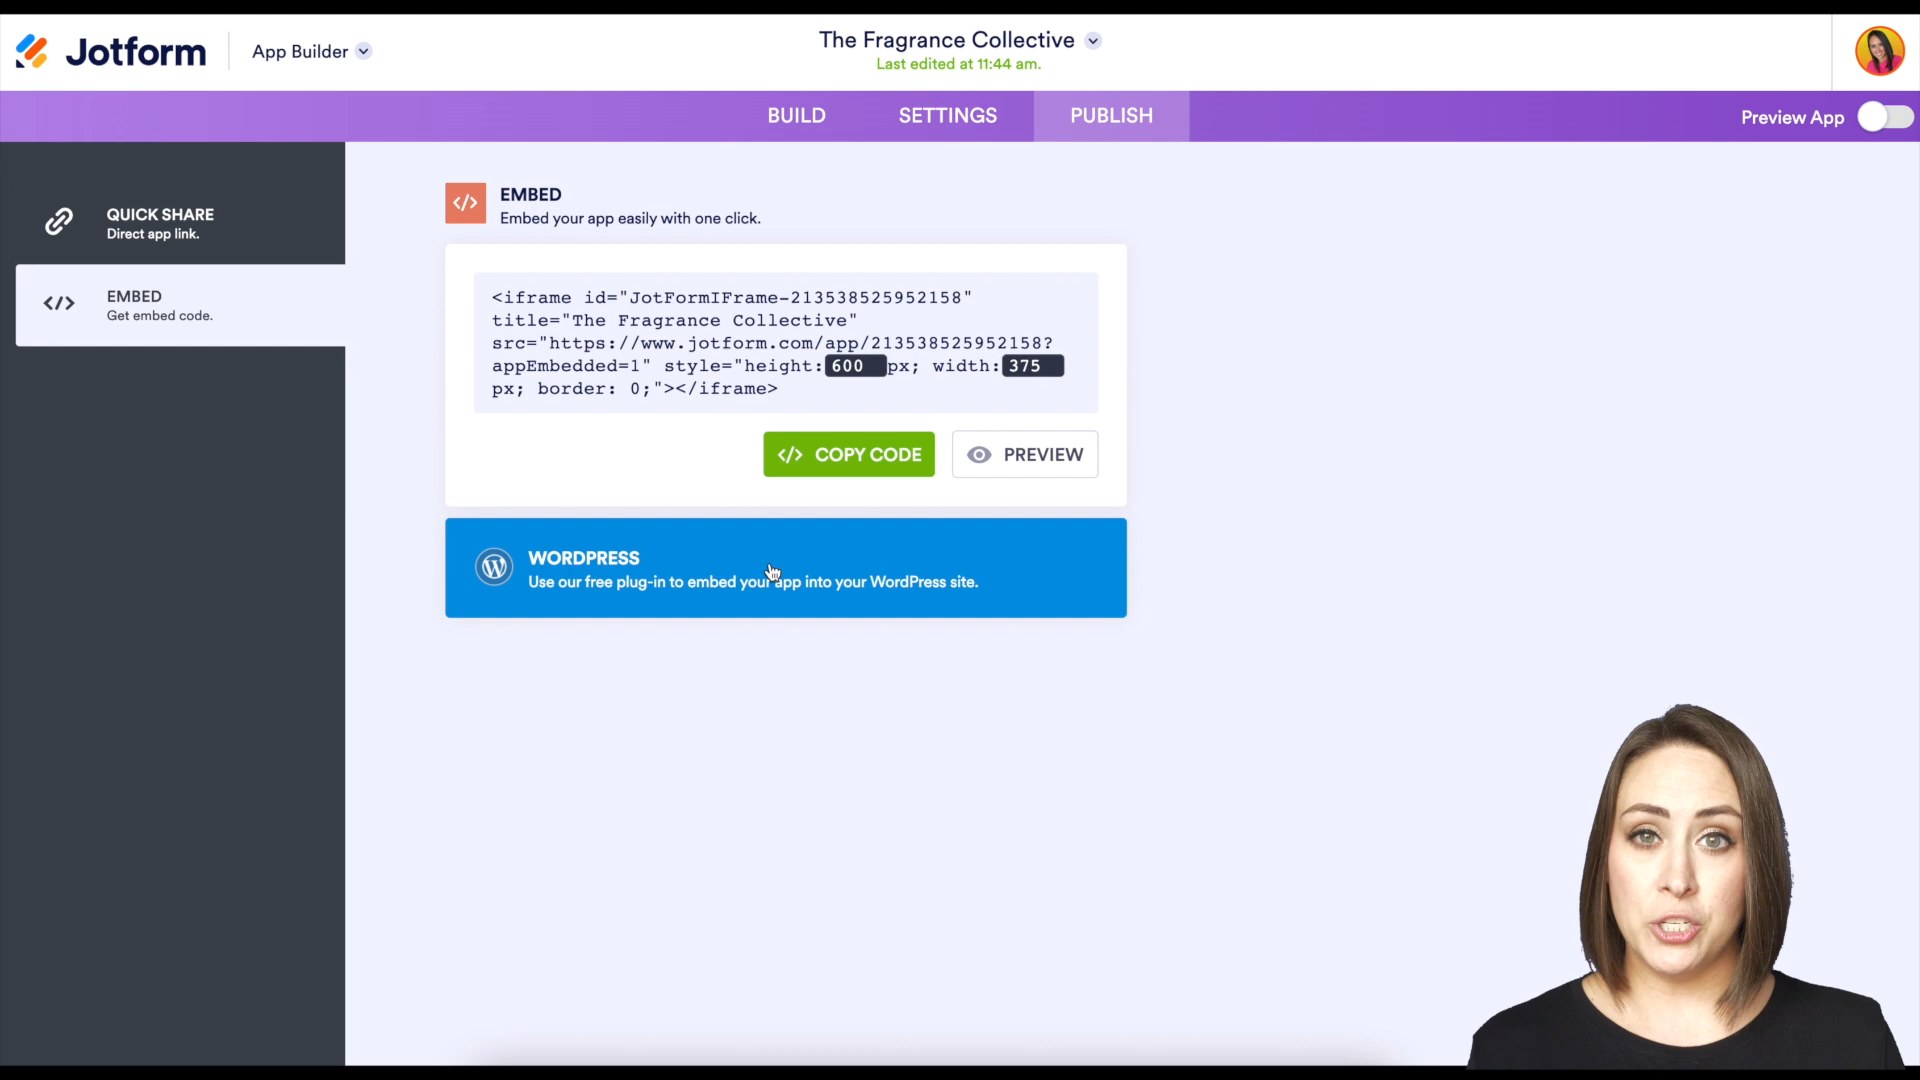 Jotform
App Builder
The Fragrance Collective
Last edited at 11:44 am.
BUILD
SETTINGS
PUBLISH
Preview App
QUICK SHARE
Direct app link.
EMBED
Get embed code.
</>
EMBED
Embed your app easily with one click.
<iframe id="JotFormIFrame-213538525952158"
title="The Fragrance Collective"
src="https://www.jotform.com/app/213538525952158?
appEmbedded=1" style="height:600px; width:375
px; border: 0;"></iframe>
</> COPY CODE
PREVIEW
WORDPRESS
Use our free plug-in to embed your app into your WordPress site.